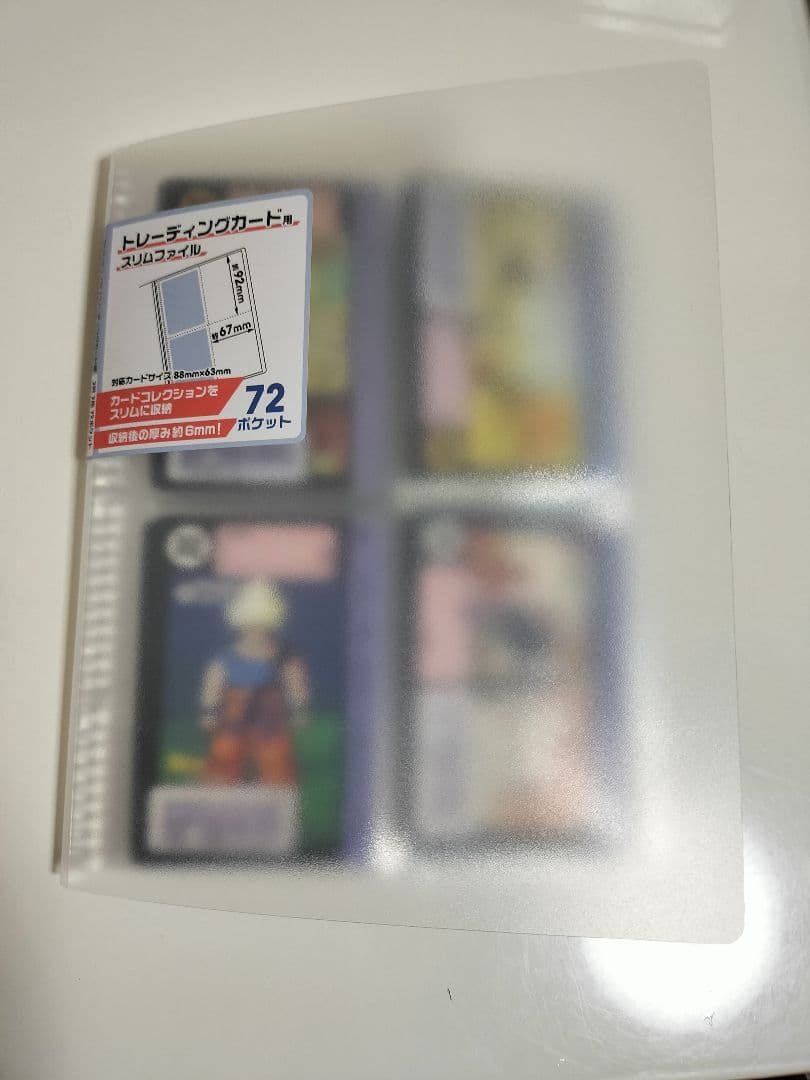 トレーディングカード用
スリムファイル
約92mm
約67mm
対応カードサイズ 88mm×63mm
カードコレクションを
スリムに収納
収納後の厚み約6mm!
72
ポケット